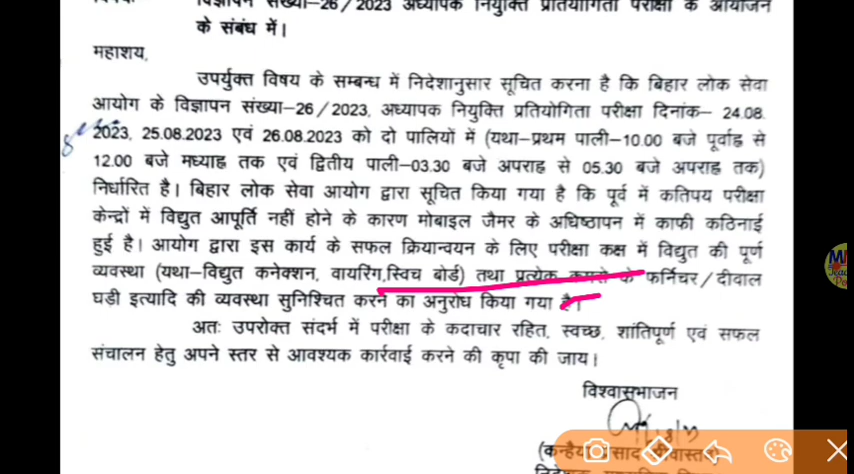 विज्ञापन संख्या-26/2023 अध्यापक नियुक्ति प्रतियोगिता परीक्षा के आयोजन
के संबंध में।
महाशय,
उपर्युक्त विषय के सम्बन्ध में निदेशानुसार सूचित करना है कि बिहार लोक सेवा
आयोग के विज्ञापन संख्या-26/2023, अध्यापक नियुक्ति प्रतियोगिता परीक्षा दिनांक- 24.08.
2023, 25.08.2023 एवं 26.08.2023 को दो पालियों में (यथा-प्रथम पाली-10.00 बजे पूर्वाह्न से
12.00 बजे मध्याह्न तक एवं द्वितीय पाली-03.30 बजे अपराह्न से 05.30 बजे अपराह्न तक)
निर्धारित है। बिहार लोक सेवा आयोग द्वारा सूचित किया गया है कि पूर्व में कतिपय परीक्षा
केन्द्रों में विद्युत आपूर्ति नहीं होने के कारण मोबाइल जैमर के अधिष्ठापन में काफी कठिनाई
हुई है। आयोग द्वारा इस कार्य के सफल क्रियान्वयन के लिए परीक्षा कक्ष में विद्युत की पूर्ण
व्यवस्था (यथा-विद्युत कनेक्शन, वायरिंग,स्विच बोर्ड) तथा प्रत्येक कमरो के फर्निचर/दीवाल
घड़ी इत्यादि की व्यवस्था सुनिश्चित करने का अनुरोध किया गया है।
अतः उपरोक्त संदर्भ में परीक्षा के कदाचार रहित, स्वच्छ, शांतिपूर्ण एवं सफल
संचालन हेतु अपने स्तर से आवश्यक कार्रवाई करने की कृपा की जाय।
विश्वासभाजन